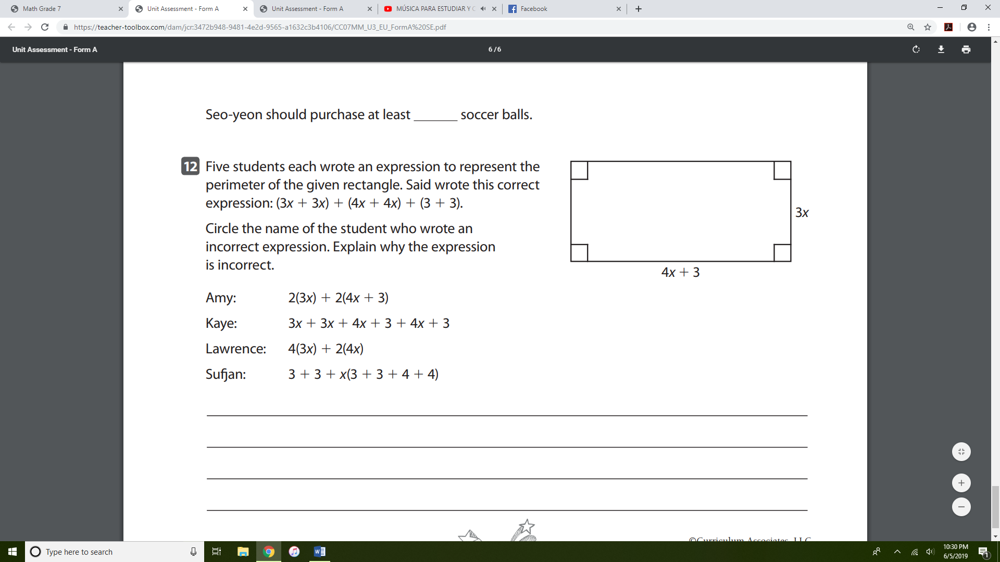 Math Grade 7
Unit Assessment - Form A
Unit Assessment - Form A
MÚSICA PARA ESTUDIAR Y
Facebook
https://teacher-toolbox.com/dam/jcr:3472b948-9481-4e2d-9565-a1632c3b4106/CC07MM_U3_EU_FormA%20SE.pdf
Unit Assessment - Form A
6 / 6
Seo-yeon should purchase at least ______ soccer balls.
12 Five students each wrote an expression to represent the
perimeter of the given rectangle. Said wrote this correct
expression: (3x + 3x) + (4x + 4x) + (3 + 3).
Circle the name of the student who wrote an
incorrect expression. Explain why the expression
is incorrect.
3x
4x + 3
Amy: 2(3x) + 2(4x + 3)
Kaye: 3x + 3x + 4x + 3 + 4x + 3
Lawrence: 4(3x) + 2(4x)
Sufjan: 3 + 3 + x(3 + 3 + 4 + 4)
©Curriculum Associates, LLC
Type here to search
10:30 PM
6/5/2019
1